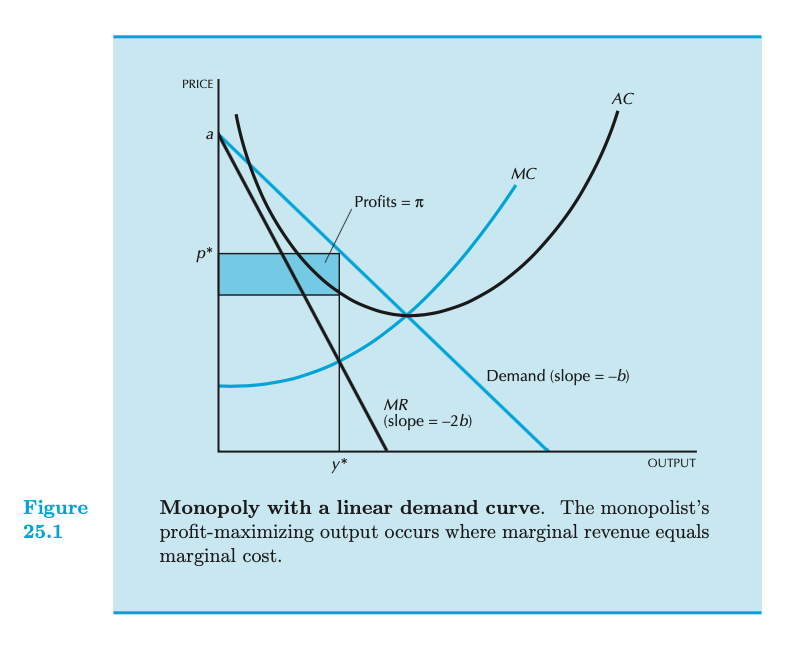 PRICE
AC
a
MC
Profits = π
p*
Demand (slope = –b)
MR
(slope = –2b)
y*
OUTPUT
Figure
25.1
Monopoly with a linear demand curve. The monopolist's
profit-maximizing output occurs where marginal revenue equals
marginal cost.